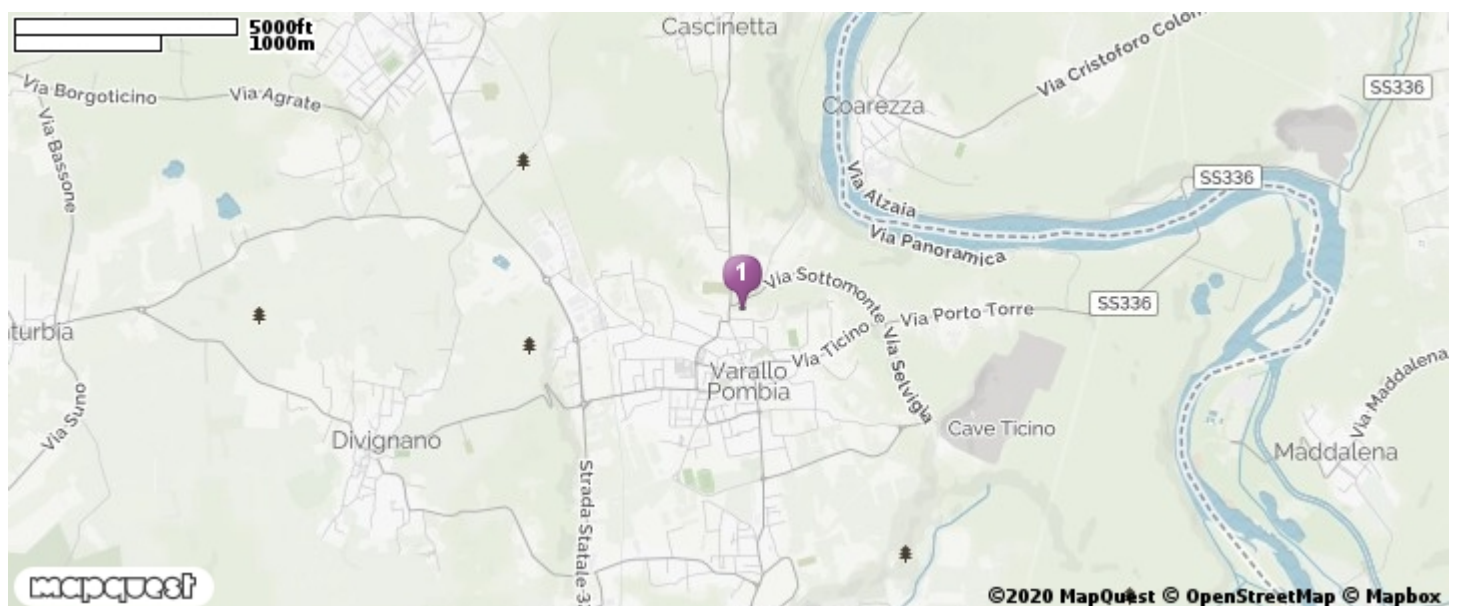 5000ft
1000m
Cascinetta
Via Cristoforo Colom
SS336
Via Borgoticino
Via Agrate
Coarezza
Via Bassone
SS336
Via Alzaia
Via Panoramica
1
Via Sottomonte
SS336
Via Porto Torre
turbia
Via Ticino
Via Selvigia
Varallo
Pombia
Via Maddalena
Via Suno
Divignano
Cave Ticino
Maddalena
Strada Statale 3
mapquest
©2020 MapQuest © OpenStreetMap © Mapbox